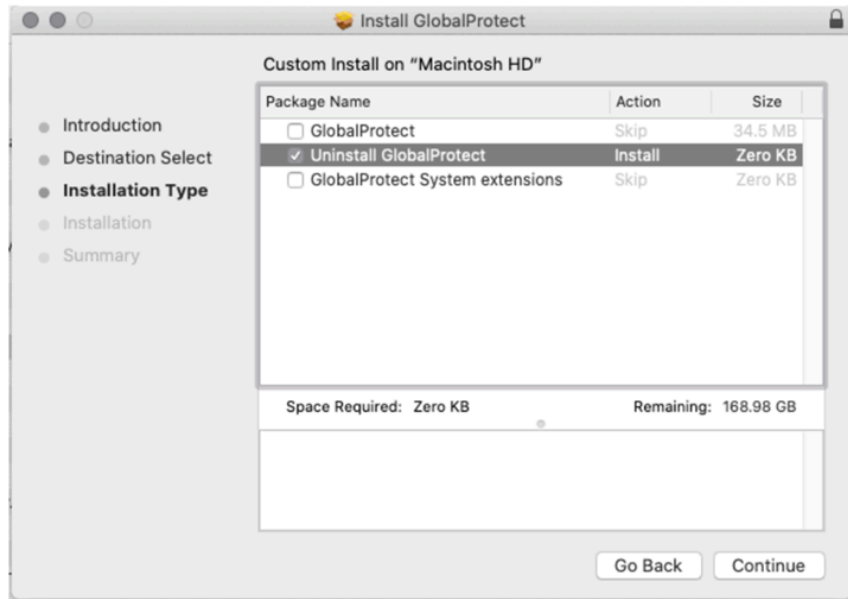 Install GlobalProtect
Custom Install on “Macintosh HD”
Introduction
Destination Select
Installation Type
Installation
Summary
Package Name Action Size
GlobalProtect Skip 34.5 MB
Uninstall GlobalProtect Install Zero KB
GlobalProtect System extensions Skip Zero KB
Space Required: Zero KB Remaining: 168.98 GB
Go Back Continue